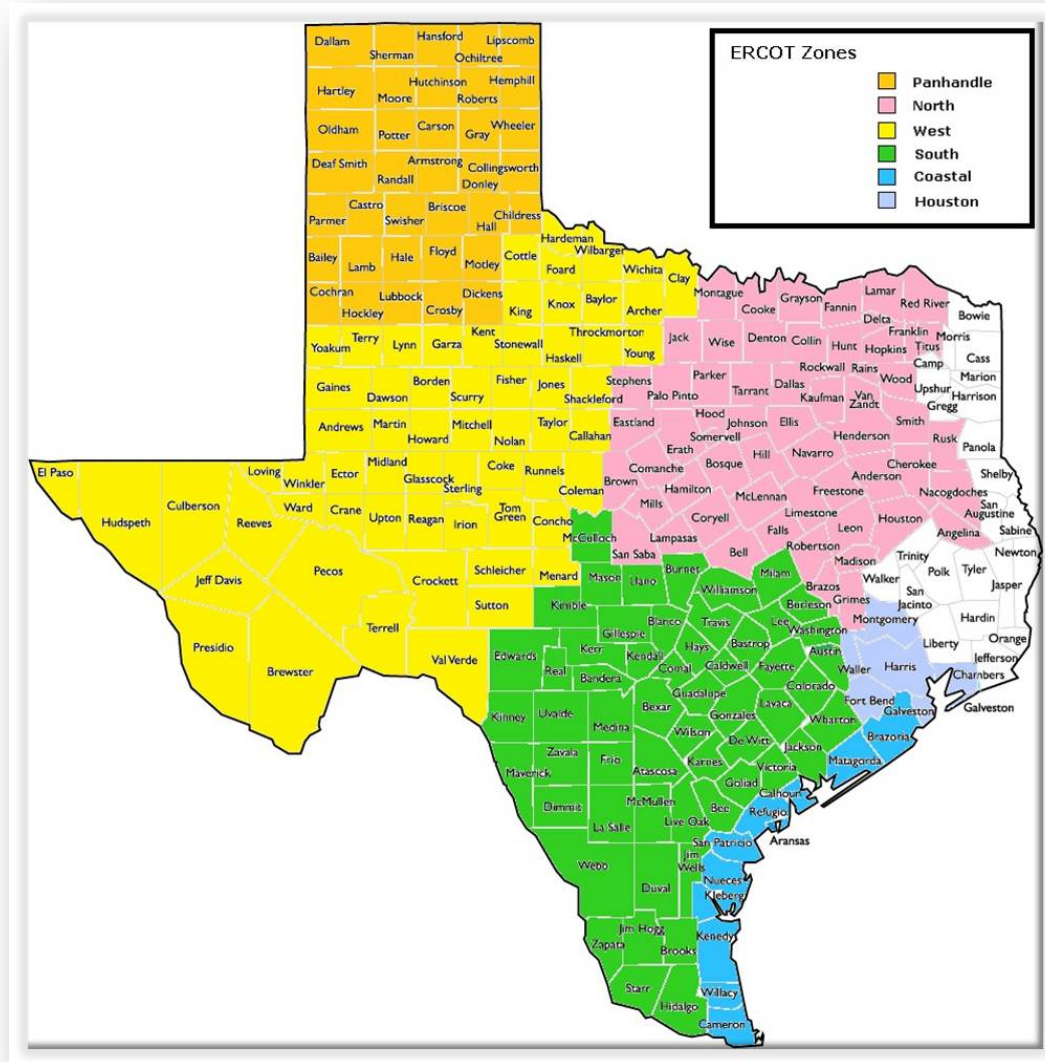 ERCOT Zones
Panhandle
North
West
South
Coastal
Houston
Dallam
Sherman
Hansford
Ochiltree
Lipscomb
Hartley
Moore
Hutchinson
Roberts
Hemphill
Oldham
Potter
Carson
Gray
Wheeler
Deaf Smith
Randall
Armstrong
Donley
Collingsworth
Parmer
Castro
Swisher
Briscoe
Hall
Childress
Bailey
Lamb
Hale
Floyd
Motley
Cottle
Hardeman
Foard
Wilbarger
Wichita
Clay
Cochran
Hockley
Lubbock
Crosby
Dickens
King
Knox
Baylor
Archer
Montague
Cooke
Grayson
Fannin
Lamar
Red River
Delta
Bowie
Yoakum
Terry
Lynn
Garza
Kent
Stonewall
Haskell
Throckmorton
Young
Jack
Wise
Denton
Collin
Hunt
Hopkins
Franklin
Titus
Morris
Camp
Cass
Marion
Gaines
Dawson
Borden
Scurry
Fisher
Jones
Shackleford
Stephens
Palo Pinto
Parker
Tarrant
Dallas
Rockwall
Rains
Kaufman
Van
Zandt
Wood
Upshur
Gregg
Harrison
Andrews
Martin
Howard
Mitchell
Nolan
Taylor
Callahan
Eastland
Erath
Hood
Somervell
Johnson
Ellis
Henderson
Smith
Rusk
Panola
El Paso
Hudspeth
Culberson
Loving
Winkler
Reeves
Ward
Ector
Crane
Midland
Upton
Glasscock
Reagan
Sterling
Irion
Coke
Tom
Green
Runnels
Concho
Coleman
Brown
Comanche
Mills
Hamilton
Bosque
Hill
Navarro
McLennan
Limestone
Freestone
Anderson
Cherokee
Nacogdoches
Shelby
San
Augustine
Sabine
Jeff Davis
Presidio
Brewster
Pecos
Terrell
Crockett
Schleicher
Sutton
Val Verde
Menard
McCulloch
San Saba
Lampasas
Coryell
Bell
Falls
Robertson
Leon
Houston
Angelina
Madison
Trinity
Polk
Tyler
Newton
Jasper
Walker
San
Jacinto
Hardin
Orange
Liberty
Jefferson
Chambers
Mason
Llano
Burnet
Williamson
Milam
Brazos
Grimes
Burleson
Montgomery
Kimble
Gillespie
Blanco
Travis
Lee
Washington
Bastrop
Austin
Waller
Harris
Edwards
Real
Kerr
Bandera
Kendall
Hays
Comal
Caldwell
Fayette
Colorado
Fort Bend
Galveston
Galveston
Kinney
Uvalde
Medina
Bexar
Guadalupe
Gonzales
Lavaca
Wharton
Brazoria
Wilson
De Witt
Jackson
Matagorda
Maverick
Zavala
Frio
Atascosa
Karnes
Goliad
Victoria
Calhoun
Dimmit
La Salle
McMullen
Live Oak
Bee
Refugio
Aransas
San Patricio
Webb
Duval
Jim
Wells
Nueces
Kleberg
Zapata
Jim Hogg
Brooks
Kenedy
Starr
Hidalgo
Willacy
Cameron